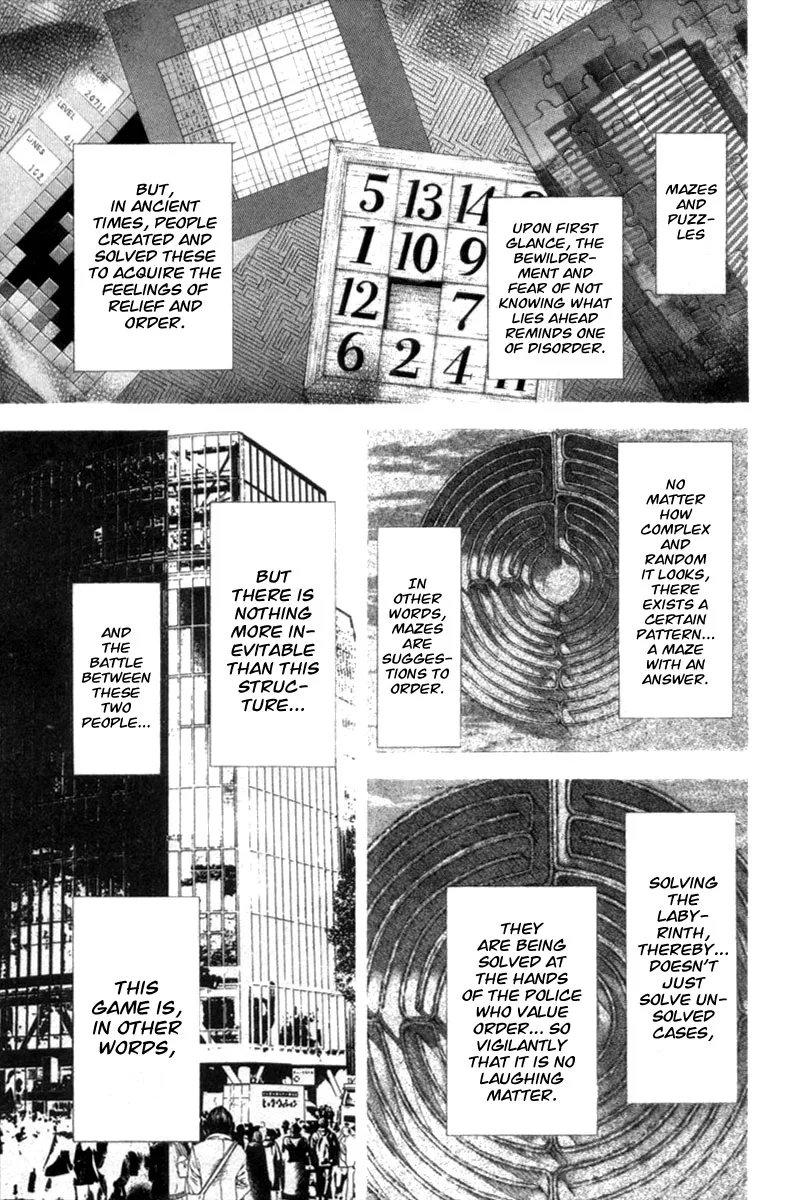 MAZES
AND
PUZZ-
LES
UPON FIRST
GLANCE, THE
BEWILDER-
MENT AND
FEAR OF NOT
KNOWING WHAT
LIES AHEAD
REMINDS ONE
OF DISORDER.
5 13 14
1 10 9
12 7
6 2 4 11
BUT,
IN ANCIENT
TIMES, PEOPLE
CREATED AND
SOLVED THESE
TO ACQUIRE THE
FEELINGS OF
RELIEF AND
ORDER.
20711
LEVEL
LINES
102
NO
MATTER
HOW
COMPLEX
AND
RANDOM
IT LOOKS,
THERE
EXISTS A
CERTAIN
PATTERN...
A MAZE
WITH AN
ANSWER.
IN
OTHER
WORDS,
MAZES
ARE
SUGGES-
TIONS TO
ORDER.
SOLVING
THE
LABY-
RINTH,
THEREBY...
DOESN'T
JUST
SOLVE UN-
SOLVED
CASES,
THEY
ARE BEING
SOLVED AT
THE HANDS
OF THE POLICE
WHO VALUE
ORDER... SO
VIGILANTLY
THAT IT IS NO
LAUGHING
MATTER.
BUT
THERE IS
NOTHING
MORE IN-
EVITABLE
THAN THIS
STRUC-
TURE...
AND
THE
BATTLE
BETWEEN
THESE
TWO
PEOPLE...
THIS
GAME IS,
IN OTHER
WORDS,